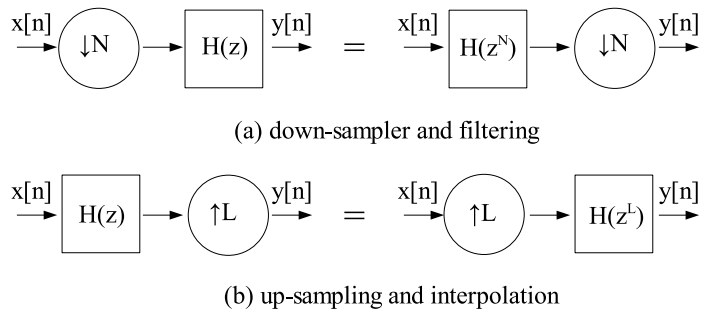 x[n] ↓N H(z) y[n] = x[n] H(z^N) ↓N y[n]
(a) down-sampler and filtering
x[n] H(z) ↑L y[n] = x[n] ↑L H(z^L) y[n]
(b) up-sampling and interpolation